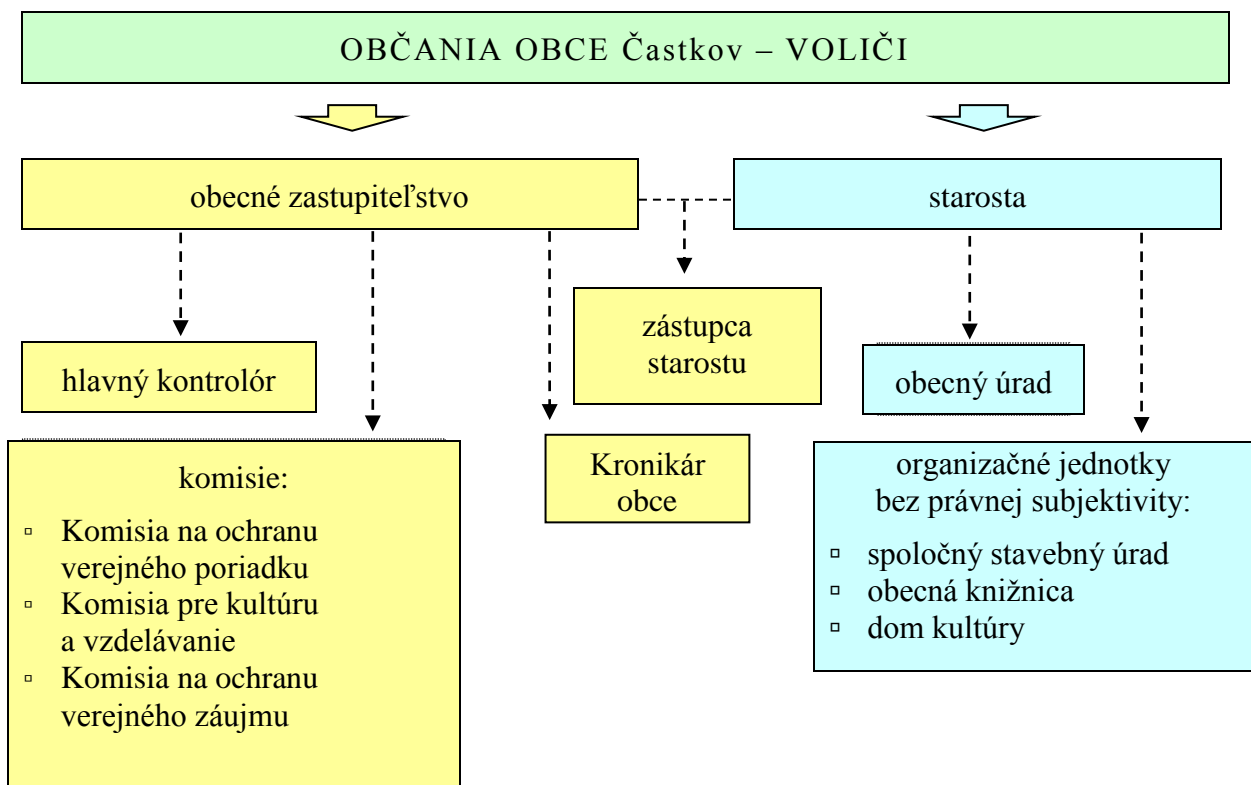 OBČANIA OBCE Častkov – VOLIČI
obecné zastupiteľstvo
starosta
zástupca
starostu
hlavný kontrolór
obecný úrad
Kronikár
obce
komisie:
▫ Komisia na ochranu
verejného poriadku
▫ Komisia pre kultúru
a vzdelávanie
▫ Komisia na ochranu
verejného záujmu
organizačné jednotky
bez právnej subjektivity:
▫ spoločný stavebný úrad
▫ obecná knižnica
▫ dom kultúry